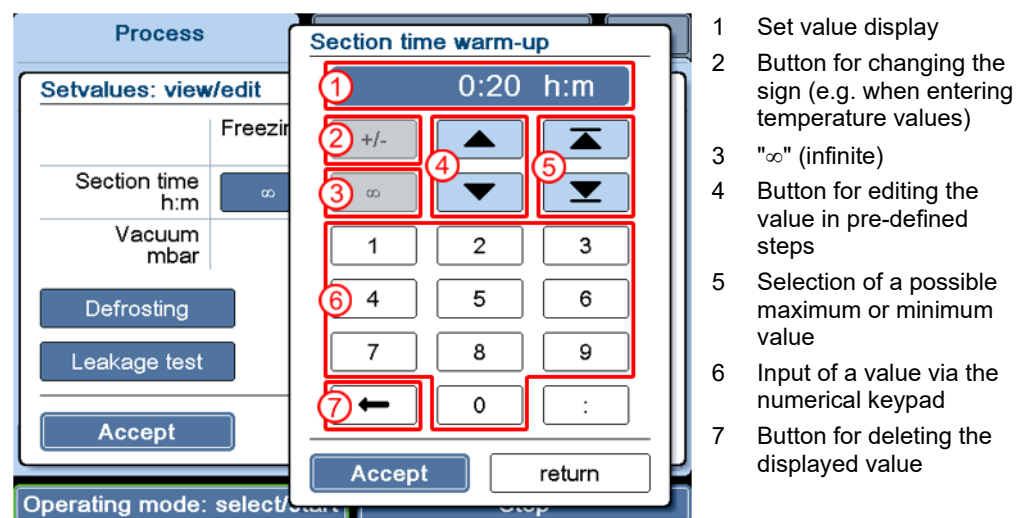 Process
Setvalues: view/edit
Section time
h:m
∞
Vacuum
mbar
Defrosting
Leakage test
Accept
Operating mode: select/start
Stop
Section time warm-up
1 0:20 h:m
2 +/-
4
5
3 ∞
1 2 3
6 4 5 6
7 8 9
7 0 :
Accept return
1 Set value display
2 Button for changing the
sign (e.g. when entering
temperature values)
3 "∞" (infinite)
4 Button for editing the
value in pre-defined
steps
5 Selection of a possible
maximum or minimum
value
6 Input of a value via the
numerical keypad
7 Button for deleting the
displayed value